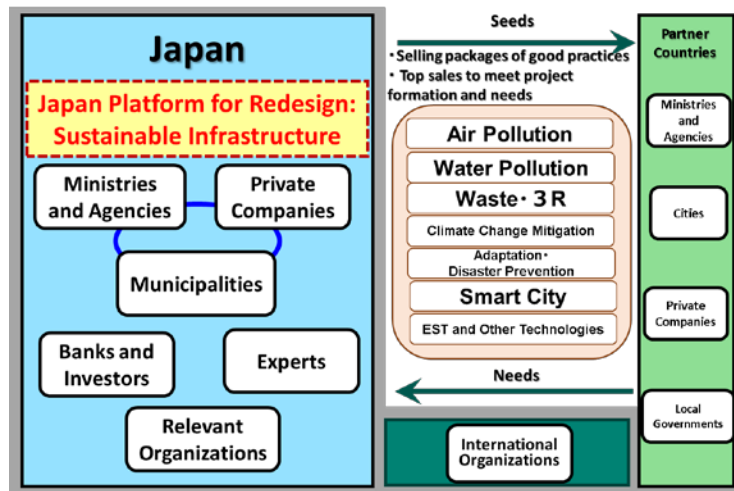 Japan
Japan Platform for Redesign:
Sustainable Infrastructure
Ministries
and Agencies
Private
Companies
Municipalities
Banks and
Investors
Experts
Relevant
Organizations
Seeds
・Selling packages of good practices
・Top sales to meet project
formation and needs
Air Pollution
Water Pollution
Waste・３R
Climate Change Mitigation
Adaptation・
Disaster Prevention
Smart City
EST and Other Technologies
Needs
International
Organizations
Partner
Countries
Ministries
and
Agencies
Cities
Private
Companies
Local
Governments